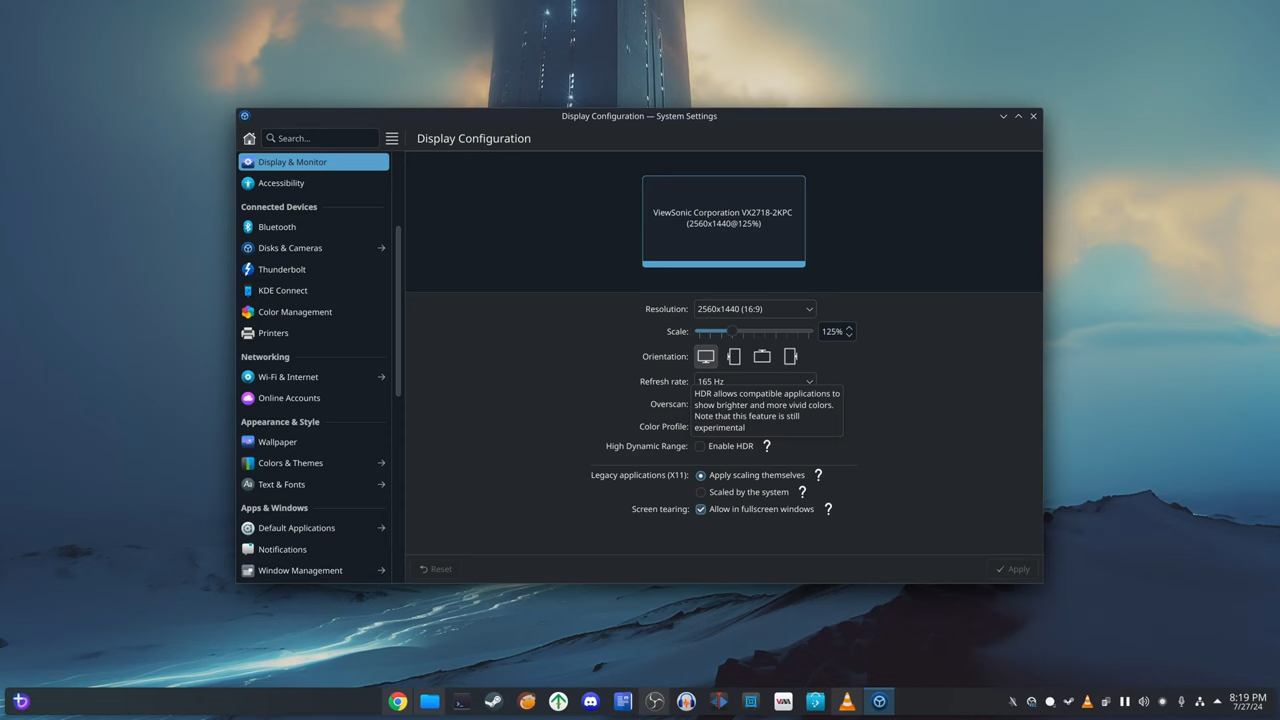 Display Configuration — System Settings
Search...
Display Configuration
Display & Monitor
Accessibility
Connected Devices
Bluetooth
Disks & Cameras
Thunderbolt
KDE Connect
Color Management
Printers
Networking
Wi-Fi & Internet
Online Accounts
Appearance & Style
Wallpaper
Colors & Themes
Text & Fonts
Apps & Windows
Default Applications
Notifications
Window Management
ViewSonic Corporation VX2718-2KPC
(2560x1440@125%)
Resolution: 2560x1440 (16:9)
Scale: 125%
Orientation:
Refresh rate: 165 Hz
Overscan:
Color Profile:
HDR allows compatible applications to
show brighter and more vivid colors.
Note that this feature is still
experimental
High Dynamic Range: Enable HDR ?
Legacy applications (X11): Apply scaling themselves ?
Scaled by the system ?
Screen tearing: Allow in fullscreen windows ?
Reset
Apply
8:19 PM
7/27/24